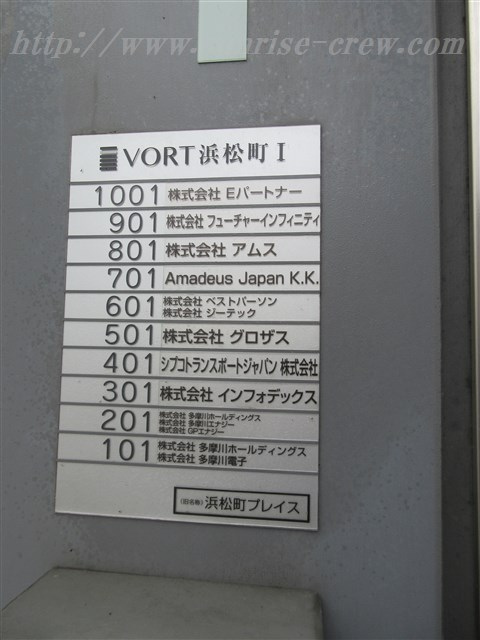 http://www.sunrise-crew.com
VORT浜松町 I
1001 株式会社 Eパートナー
901 株式会社 フューチャーインフィニティ
801 株式会社 アムス
701 Amadeus Japan K.K.
601 株式会社 ベストパーソン
株式会社 ジーテック
501 株式会社 グロザス
401 シブコトランスポートジャパン 株式会社
301 株式会社 インフォデックス
201 株式会社 多摩川ホールディングス
株式会社 多摩川エナジー
株式会社 GPエナジー
101 株式会社 多摩川ホールディングス
株式会社 多摩川電子
(旧名称) 浜松町プレイス